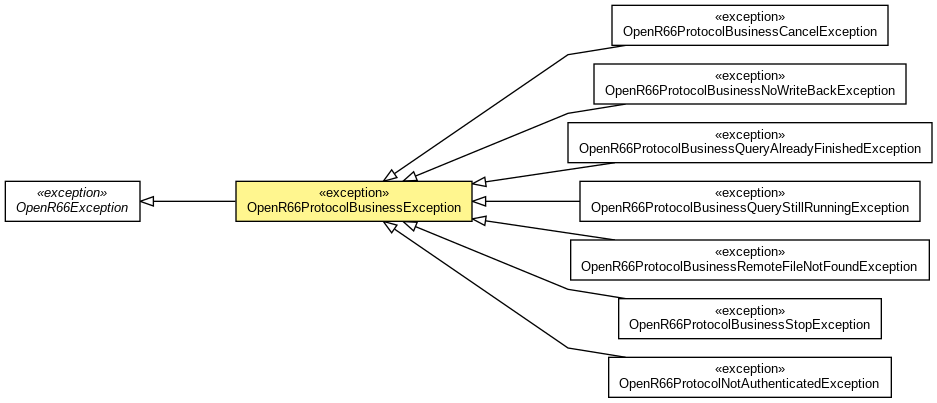 «exception»
OpenR66ProtocolBusinessCancelException
«exception»
OpenR66ProtocolBusinessNoWriteBackException
«exception»
OpenR66ProtocolBusinessQueryAlreadyFinishedException
«exception»
OpenR66Exception
«exception»
OpenR66ProtocolBusinessException
«exception»
OpenR66ProtocolBusinessQueryStillRunningException
«exception»
OpenR66ProtocolBusinessRemoteFileNotFoundException
«exception»
OpenR66ProtocolBusinessStopException
«exception»
OpenR66ProtocolNotAuthenticatedException